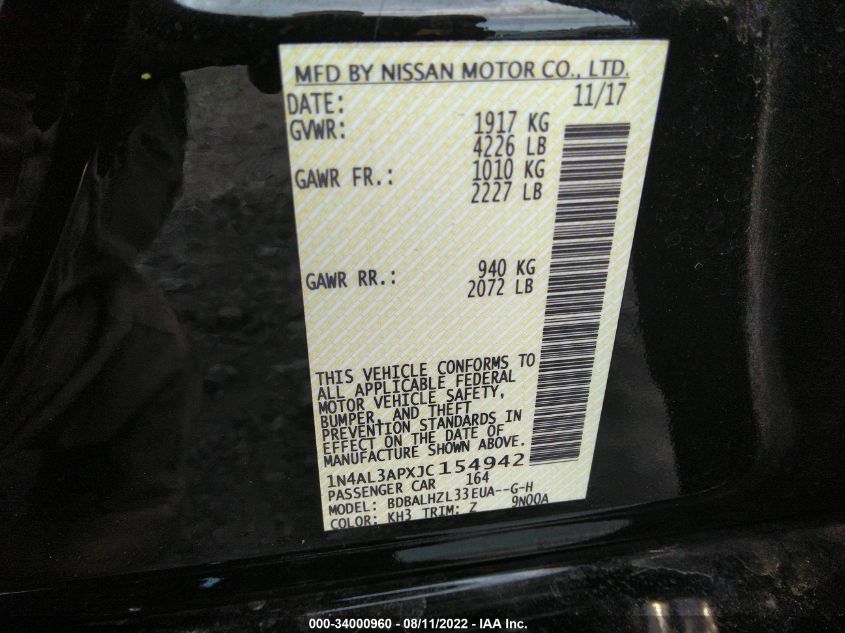 MFD BY NISSAN MOTOR CO., LTD.
DATE: 11/17
GVWR: 1917 KG
4226 LB
GAWR FR.: 1010 KG
2227 LB
GAWR RR.: 940 KG
2072 LB
THIS VEHICLE CONFORMS TO
ALL APPLICABLE FEDERAL
MOTOR VEHICLE SAFETY,
BUMPER, AND THEFT
PREVENTION STANDARDS IN
EFFECT ON THE DATE OF
MANUFACTURE SHOWN ABOVE.
1N4AL3APXJC154942
PASSENGER CAR 164
MODEL: BDBALHZL33EUA--G-H
COLOR: KH3 TRIM: Z 9N00A
000-34000960 - 08/11/2022 - IAA Inc.